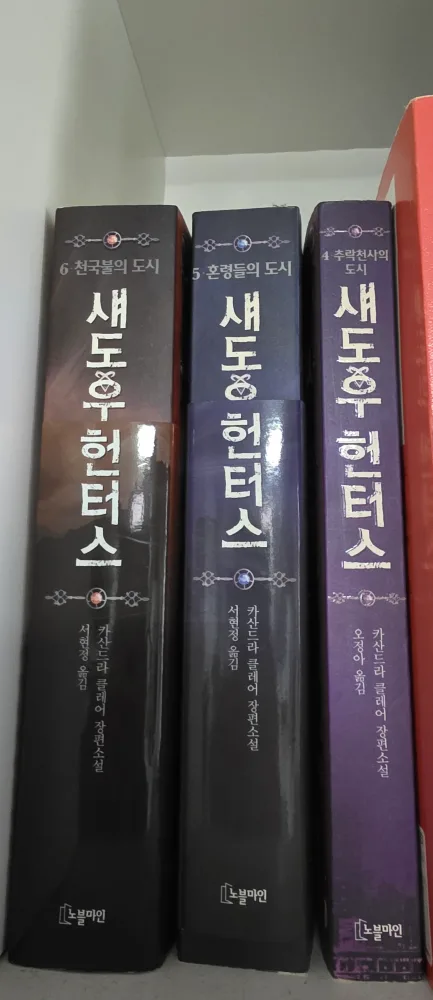 6 천국불의 도시
섀도우 헌터스
카산드라 클레어 장편소설
서현정 옮김
노블마인
5 혼령들의 도시
섀도우 헌터스
카산드라 클레어 장편소설
서현정 옮김
노블마인
4 추락천사의
도시
섀도우 헌터스
카산드라 클레어 장편소설
오정아 옮김
노블마인